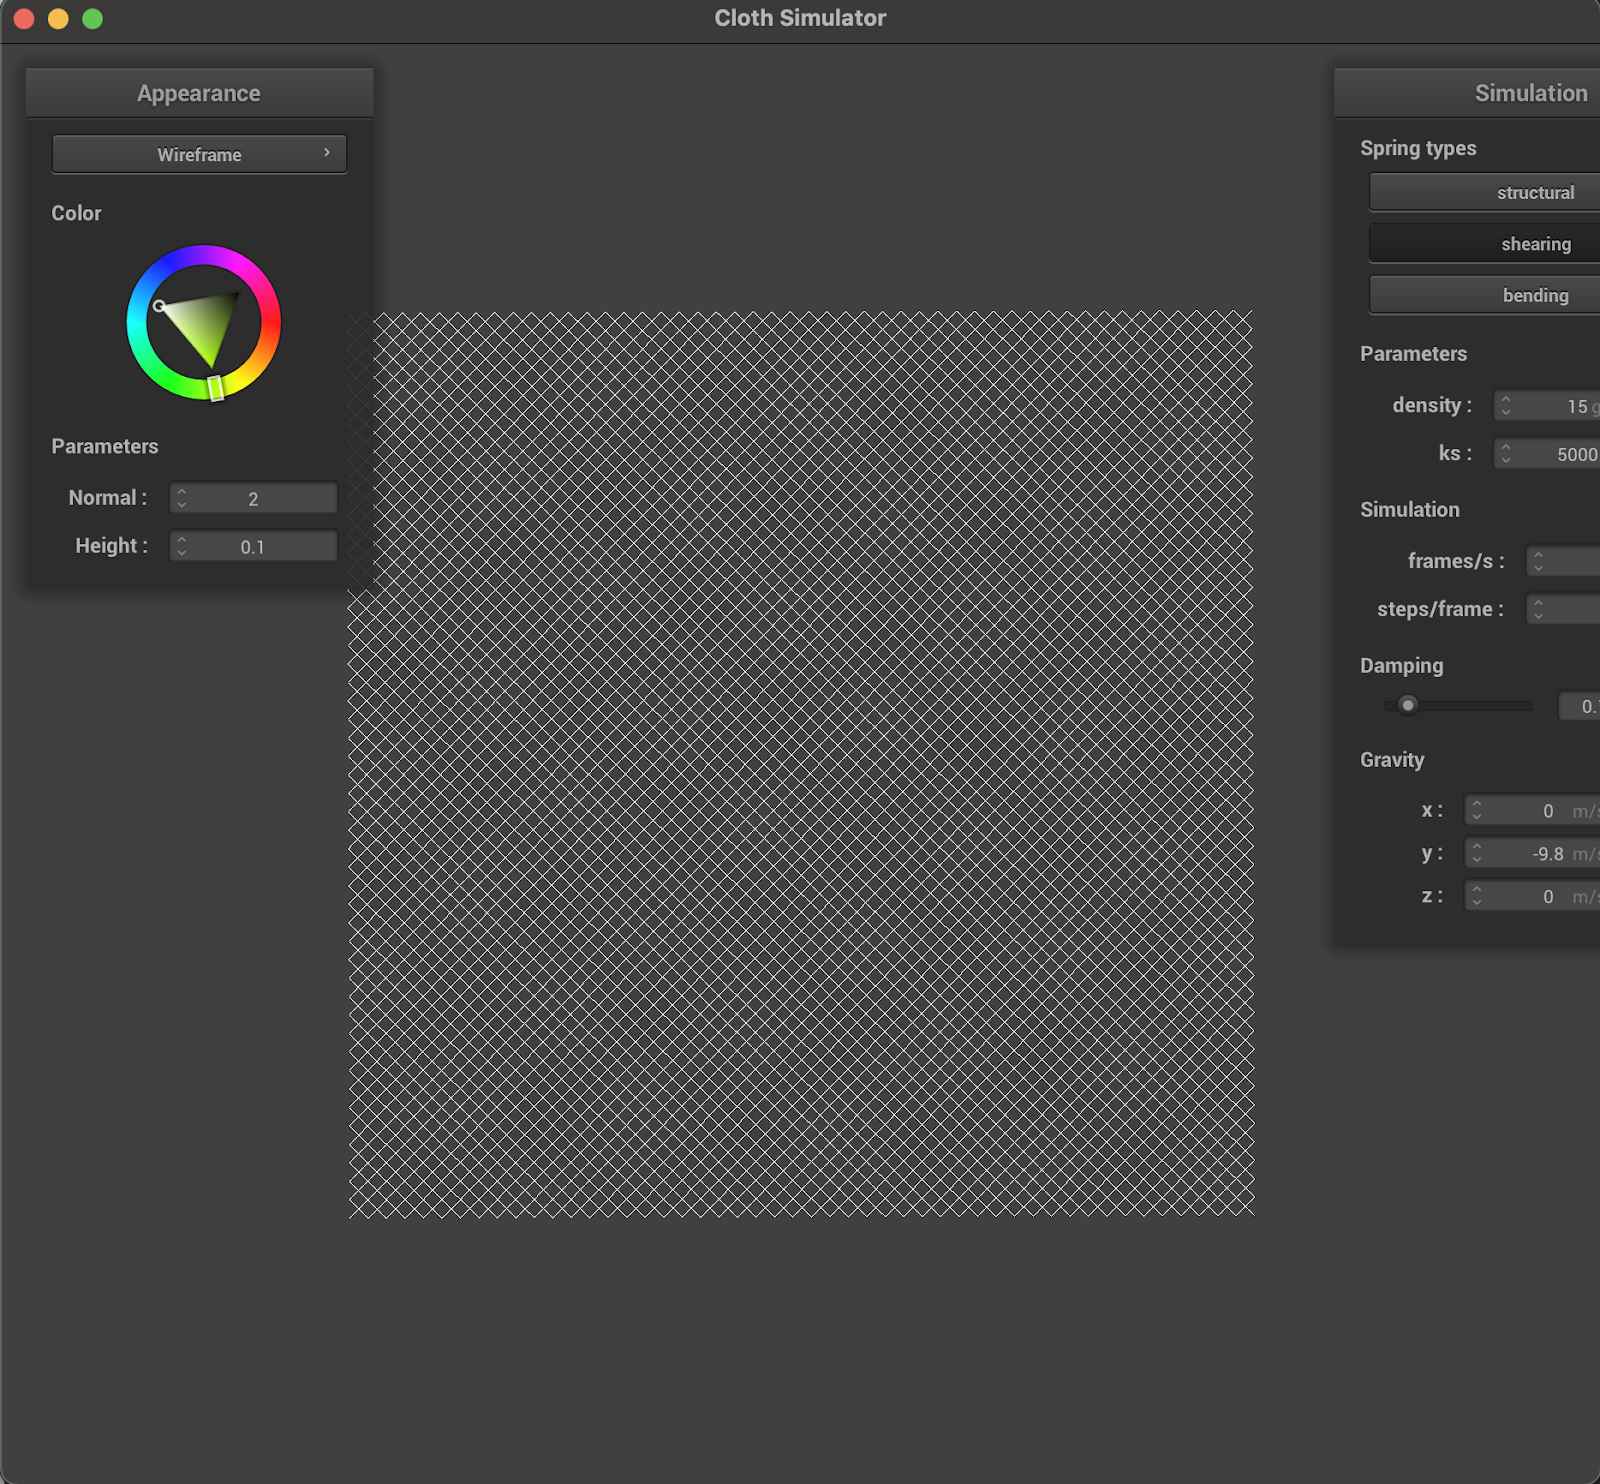 Cloth Simulator
Appearance
Wireframe
Color
Parameters
Normal : 2
Height : 0.1
Simulation
Spring types
structural
shearing
bending
Parameters
density : 15 g
ks : 5000
Simulation
frames/s :
steps/frame :
Damping
0.
Gravity
x : 0 m/s
y : -9.8 m/s
z : 0 m/s